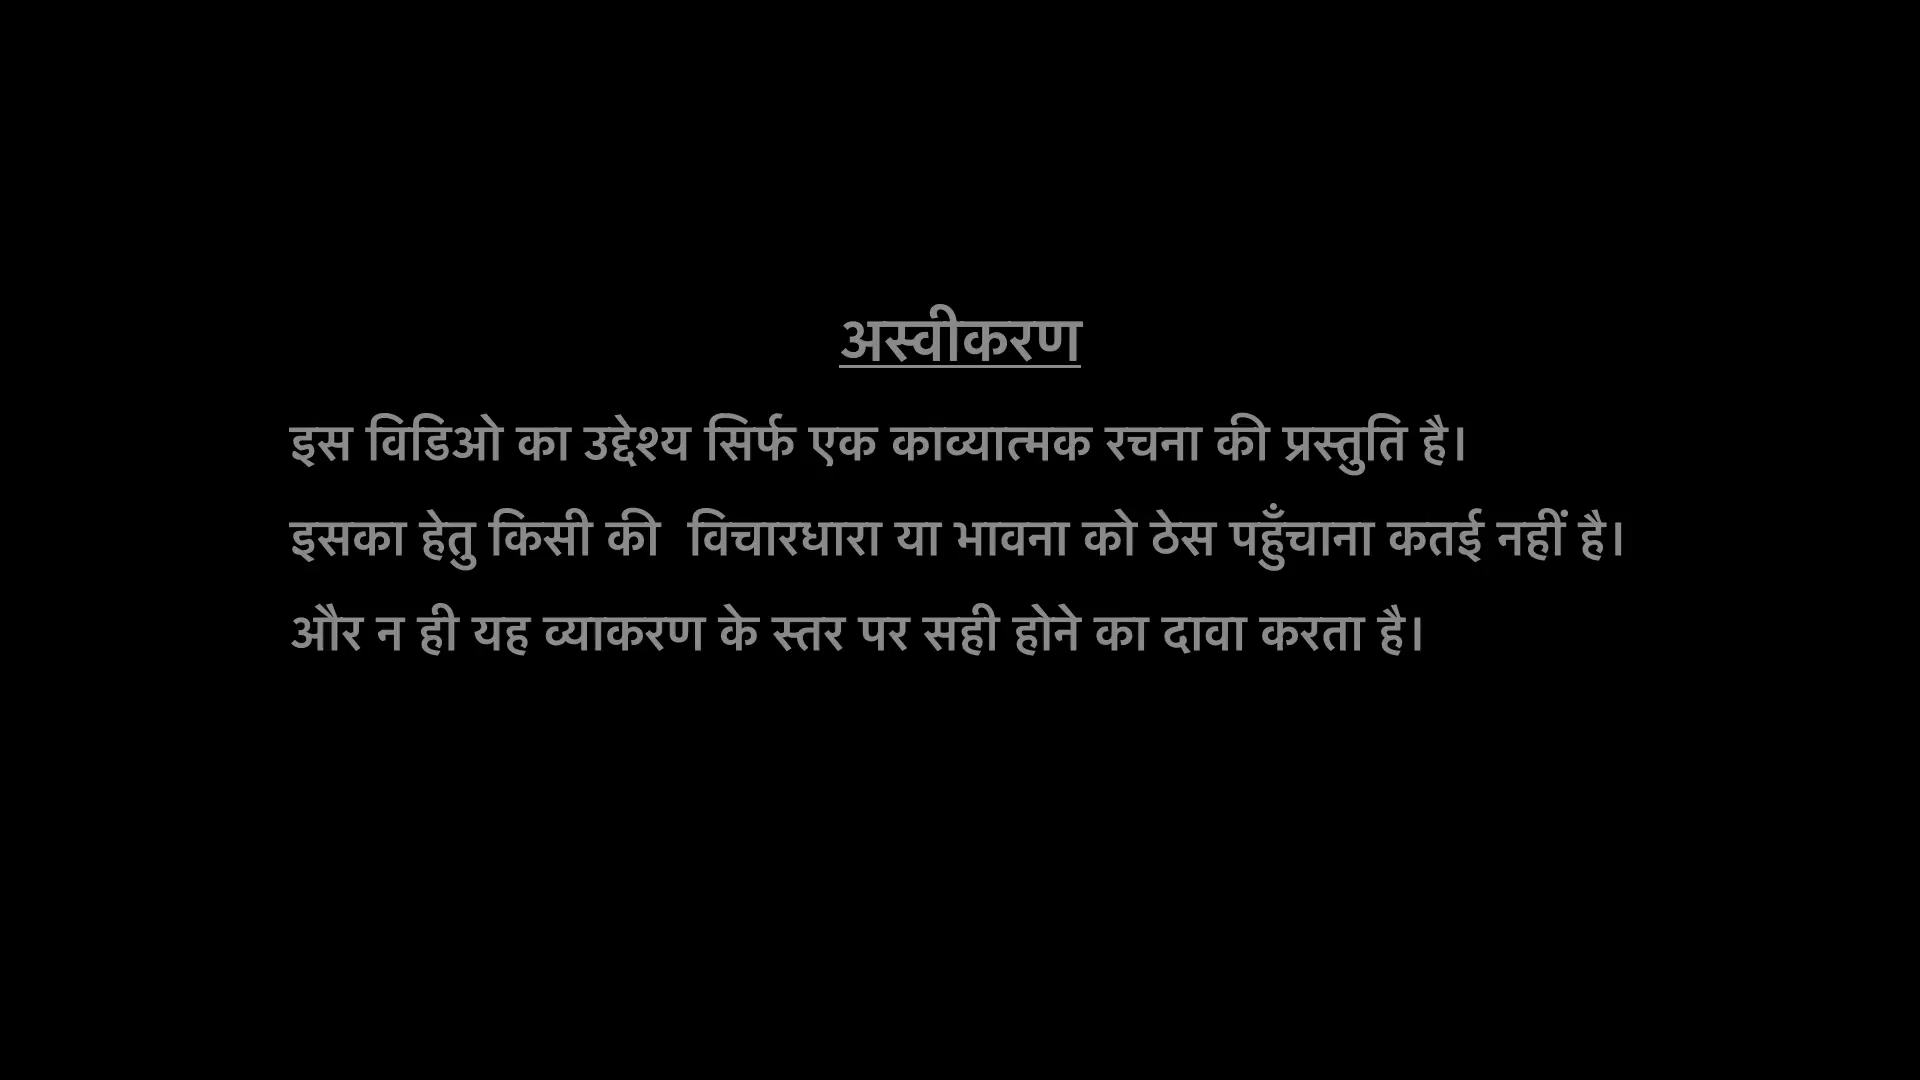 अस्वीकरण
इस विडिओ का उद्देश्य सिर्फ एक काव्यात्मक रचना की प्रस्तुति है।
इसका हेतु किसी की  विचारधारा या भावना को ठेस पहुँचाना कतई नहीं है।
और न ही यह व्याकरण के स्तर पर सही होने का दावा करता है।